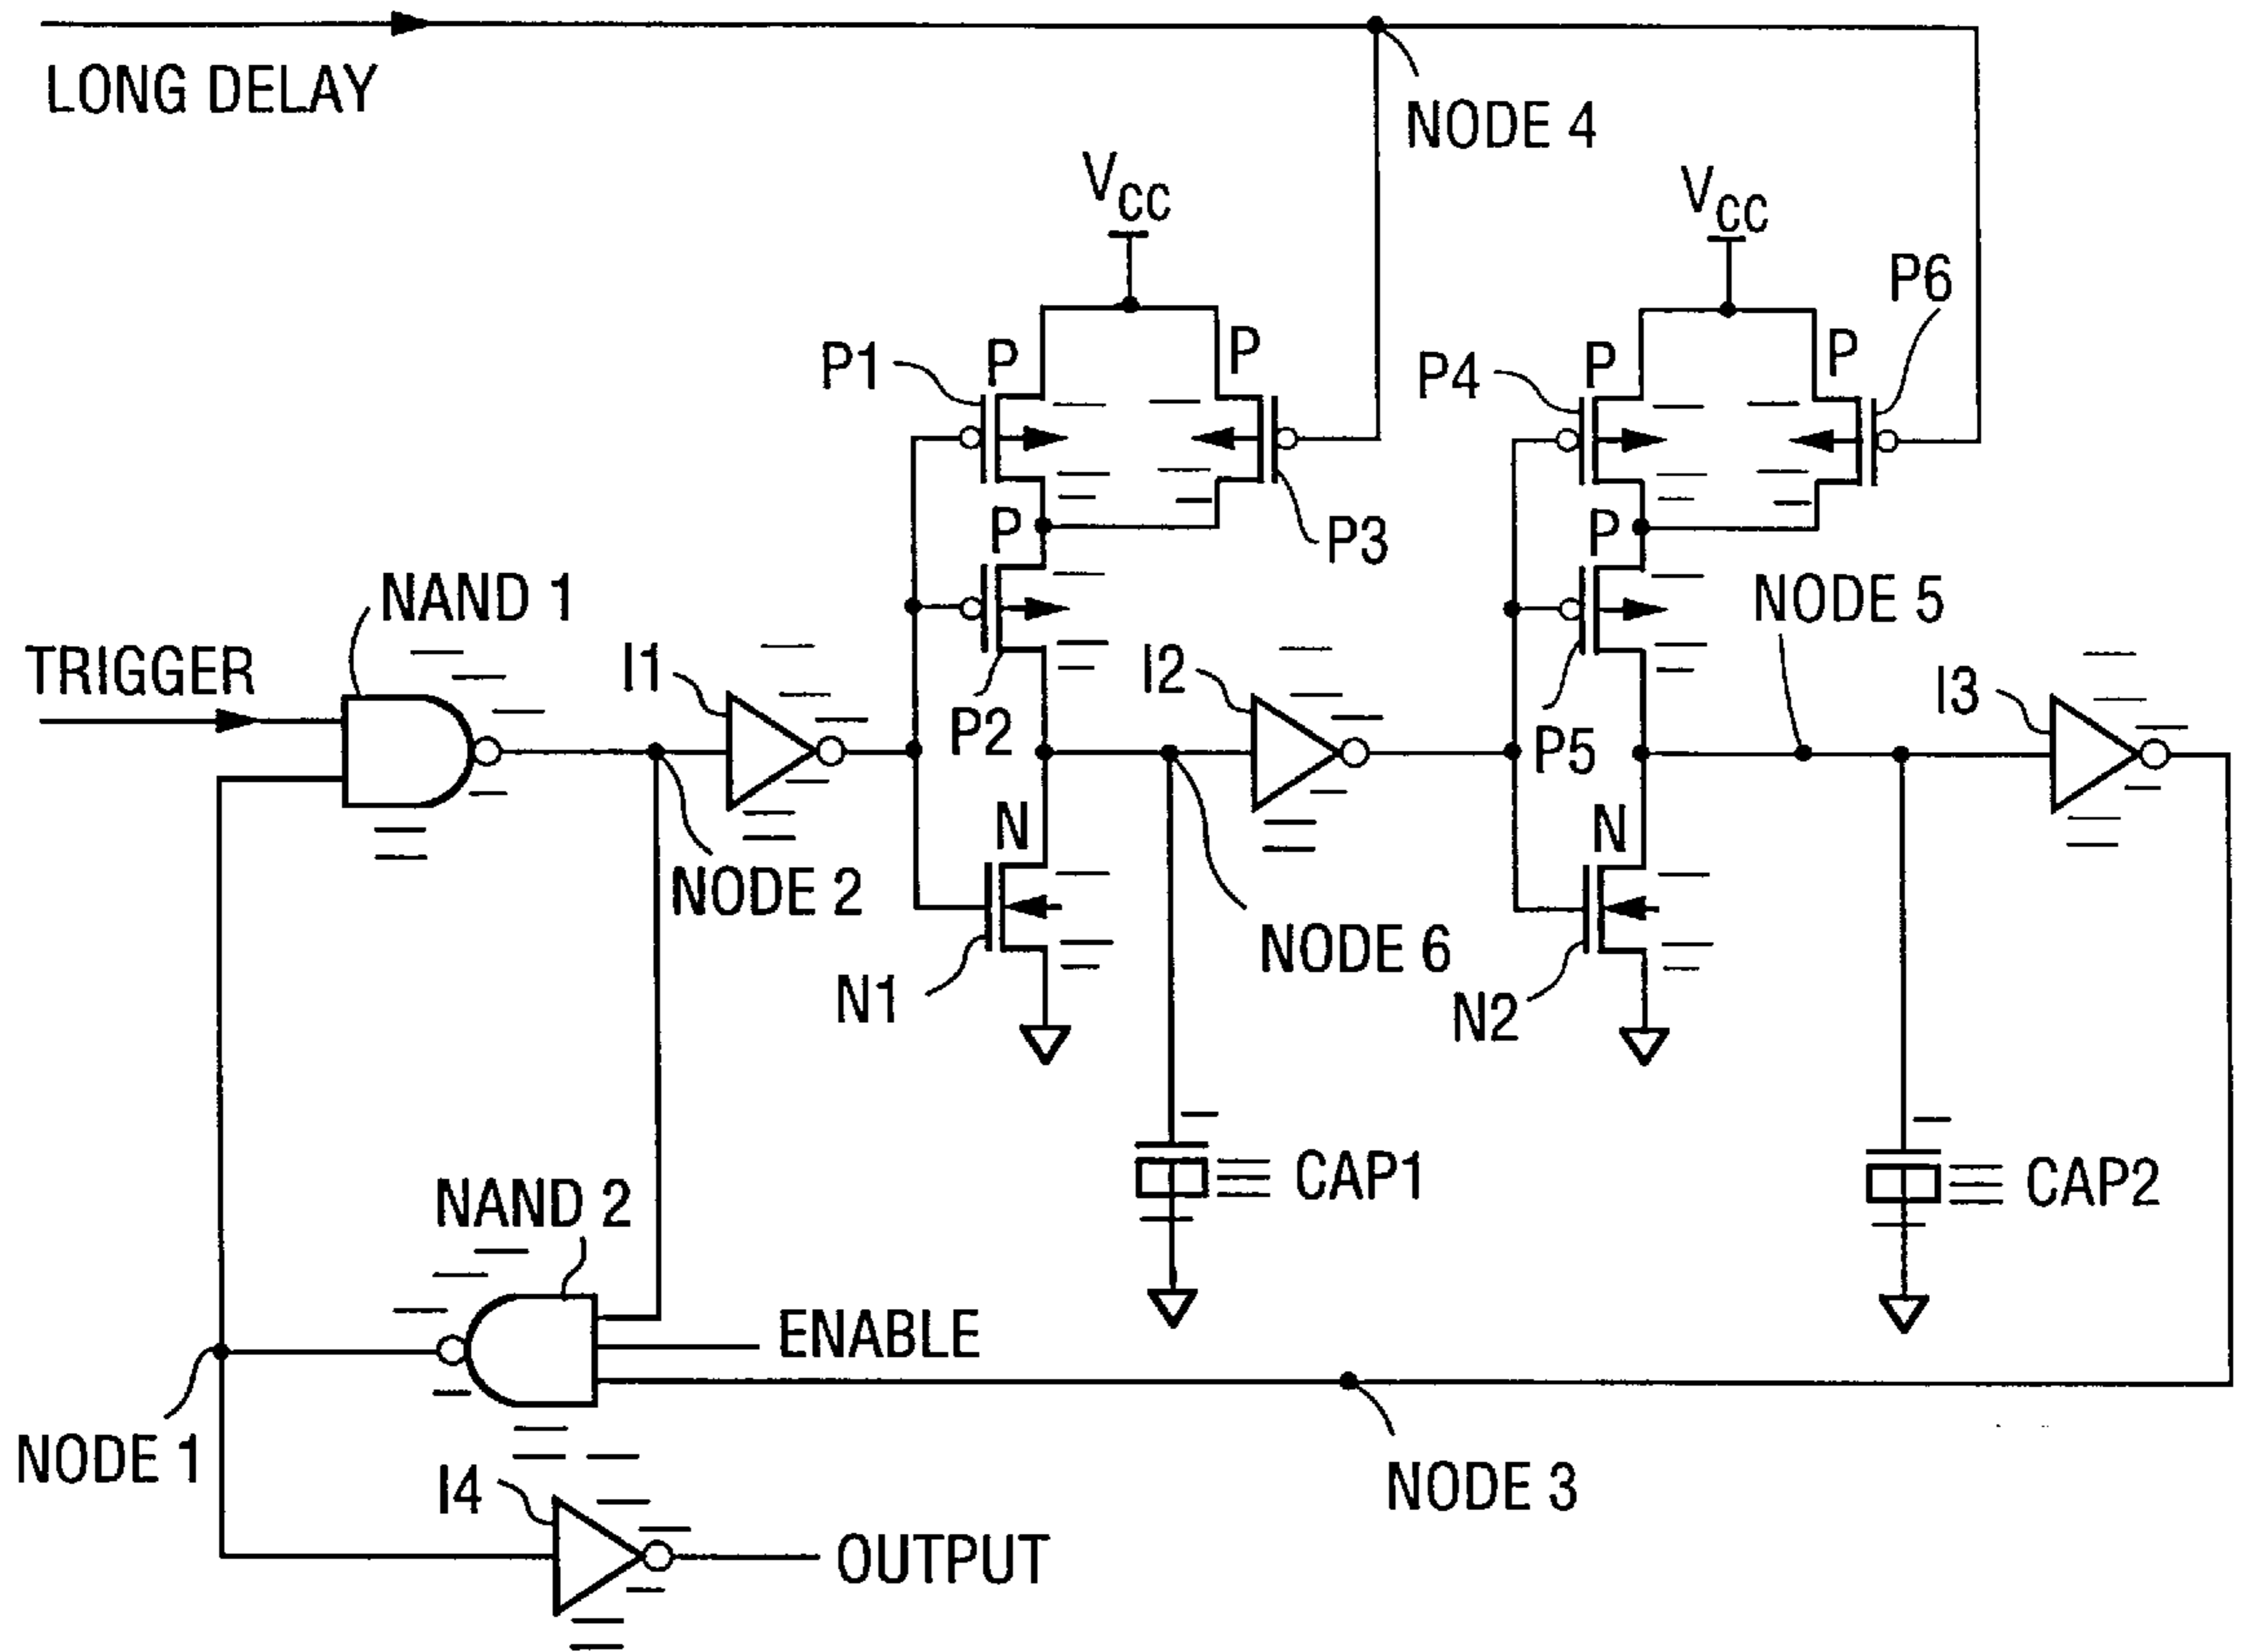 LONG DELAY
NODE 4
VCC
VCC
P6
P1
P
P
P4
P
P
P3
P
P
NAND 1
NODE 5
TRIGGER
I1
I2
I3
P2
P5
N
N
NODE 2
NODE 6
N1
N2
CAP1
CAP2
NAND 2
ENABLE
NODE 1
I4
NODE 3
OUTPUT